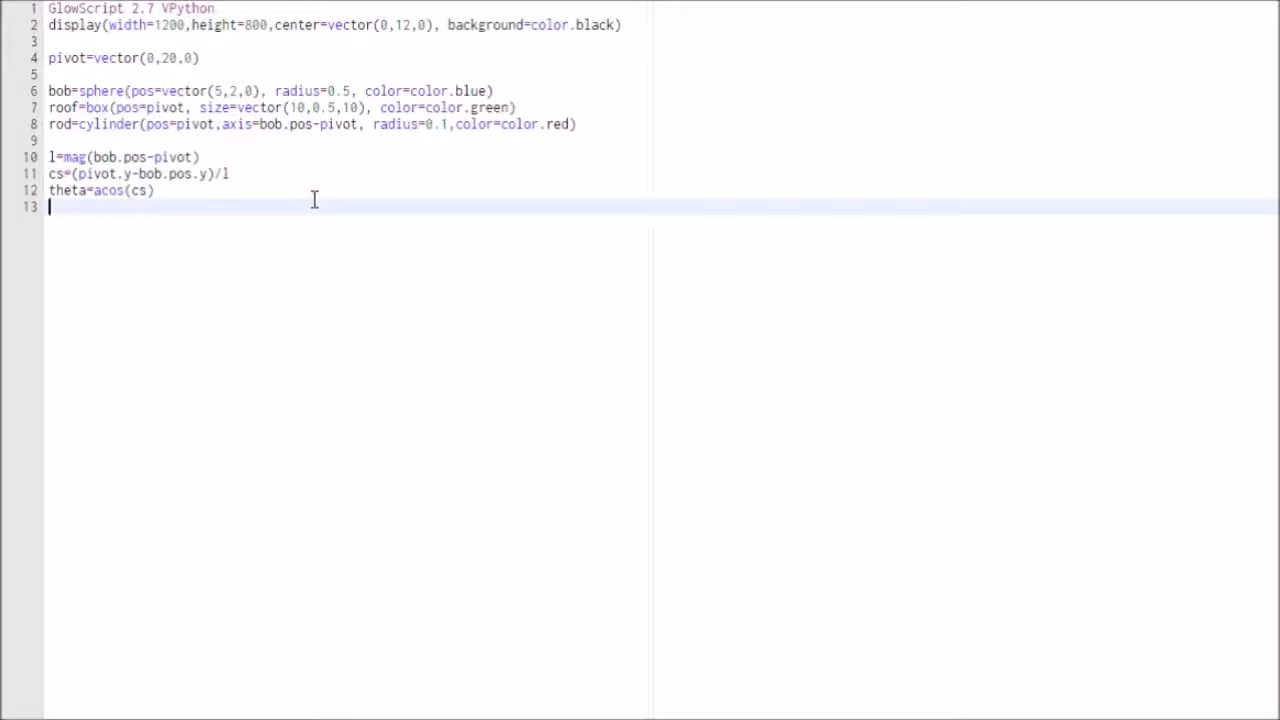 1 GlowScript 2.7 VPython
2 display(width=1200,height=800,center=vector(0,12,0), background=color.black)
3
4 pivot=vector(0,20,0)
5
6 bob=sphere(pos=vector(5,2,0), radius=0.5, color=color.blue)
7 roof=box(pos=pivot, size=vector(10,0.5,10), color=color.green)
8 rod=cylinder(pos=pivot,axis=bob.pos-pivot, radius=0.1,color=color.red)
9
10 l=mag(bob.pos-pivot)
11 cs=(pivot.y-bob.pos.y)/l
12 theta=acos(cs)
13